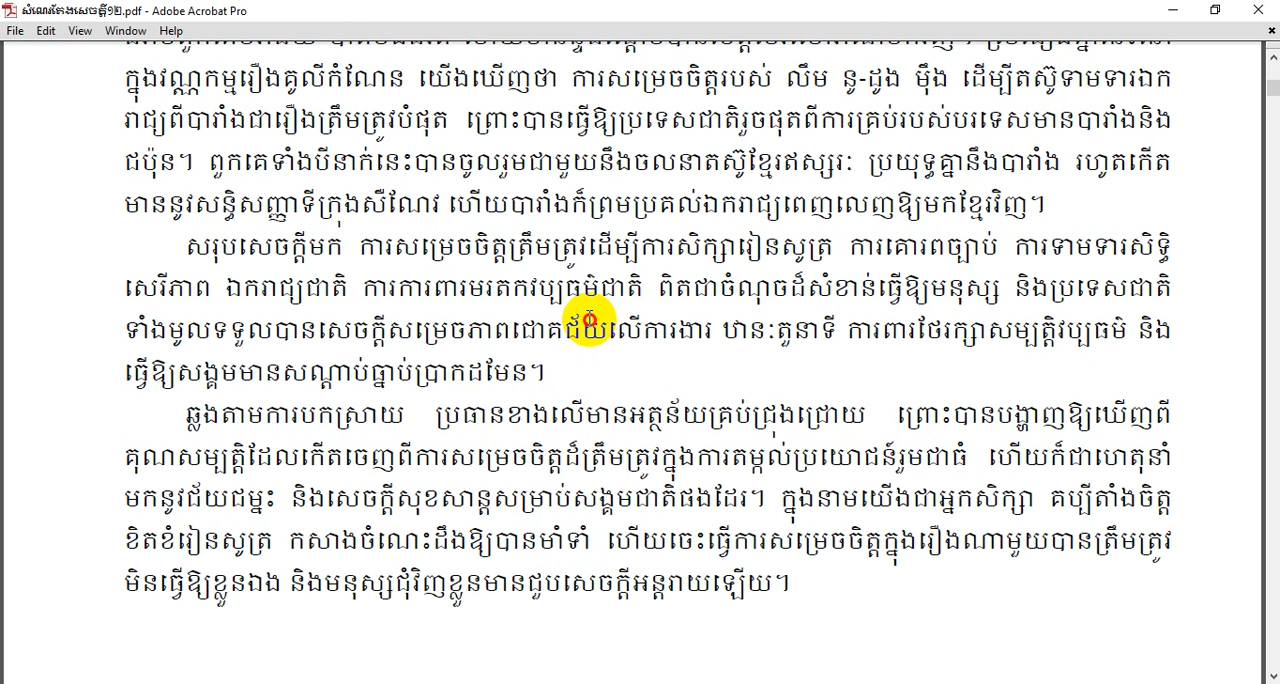 សំណេរតែងសេចក្តី១២.pdf - Adobe Acrobat Pro
File Edit View Window Help
ក្នុងវណ្ណកម្មរឿងគូលីកំណែន យើងឃើញថា ការសម្រេចចិត្តរបស់ លឹម នូ-ដូង ម៉ឹង ដើម្បីតស៊ូទាមទារឯក
រាជ្យពីបារាំងជារឿងត្រឹមត្រូវបំផុត ព្រោះបានធ្វើឱ្យប្រទេសជាតិរួចផុតពីការគ្រប់របស់បរទេសមានបារាំងនិង
ជប៉ុន។ ពួកគេទាំងបីនាក់នេះបានចូលរួមជាមួយនឹងចលនាតស៊ូខ្មែរឥស្សរៈ ប្រយុទ្ធគ្នានឹងបារាំង រហូតកើត
មាននូវសន្ធិសញ្ញាទីក្រុងសឺណែវ ហើយបារាំងក៏ព្រមប្រគល់ឯករាជ្យពេញលេញឱ្យមកខ្មែរវិញ។
សរុបសេចក្តីមក ការសម្រេចចិត្តត្រឹមត្រូវដើម្បីការសិក្សារៀនសូត្រ ការគោរពច្បាប់ ការទាមទារសិទ្ធិ
សេរីភាព ឯករាជ្យជាតិ ការការពារមរតកវប្បធម៌ជាតិ ពិតជាចំណុចដ៏សំខាន់ធ្វើឱ្យមនុស្ស និងប្រទេសជាតិ
ទាំងមូលទទួលបានសេចក្តីសម្រេចភាពជោគជ័យលើការងារ ឋានៈតួនាទី ការពារថែរក្សាសម្បត្តិវប្បធម៌ និង
ធ្វើឱ្យសង្គមមានសណ្តាប់ធ្នាប់ប្រាកដមែន។
ឆ្លងតាមការបកស្រាយ ប្រធានខាងលើមានអត្ថន័យគ្រប់ជ្រុងជ្រោយ ព្រោះបានបង្ហាញឱ្យឃើញពី
គុណសម្បត្តិដែលកើតចេញពីការសម្រេចចិត្តដ៏ត្រឹមត្រូវក្នុងការតម្កល់ប្រយោជន៍រួមជាធំ ហើយក៏ជាហេតុនាំ
មកនូវជ័យជម្នះ និងសេចក្តីសុខសាន្តសម្រាប់សង្គមជាតិផងដែរ។ ក្នុងនាមយើងជាអ្នកសិក្សា គប្បីតាំងចិត្ត
ខិតខំរៀនសូត្រ កសាងចំណេះដឹងឱ្យបានមាំទាំ ហើយចេះធ្វើការសម្រេចចិត្តក្នុងរឿងណាមួយបានត្រឹមត្រូវ
មិនធ្វើឱ្យខ្លួនឯង និងមនុស្សជុំវិញខ្លួនមានជួបសេចក្តីអន្តរាយឡើយ។